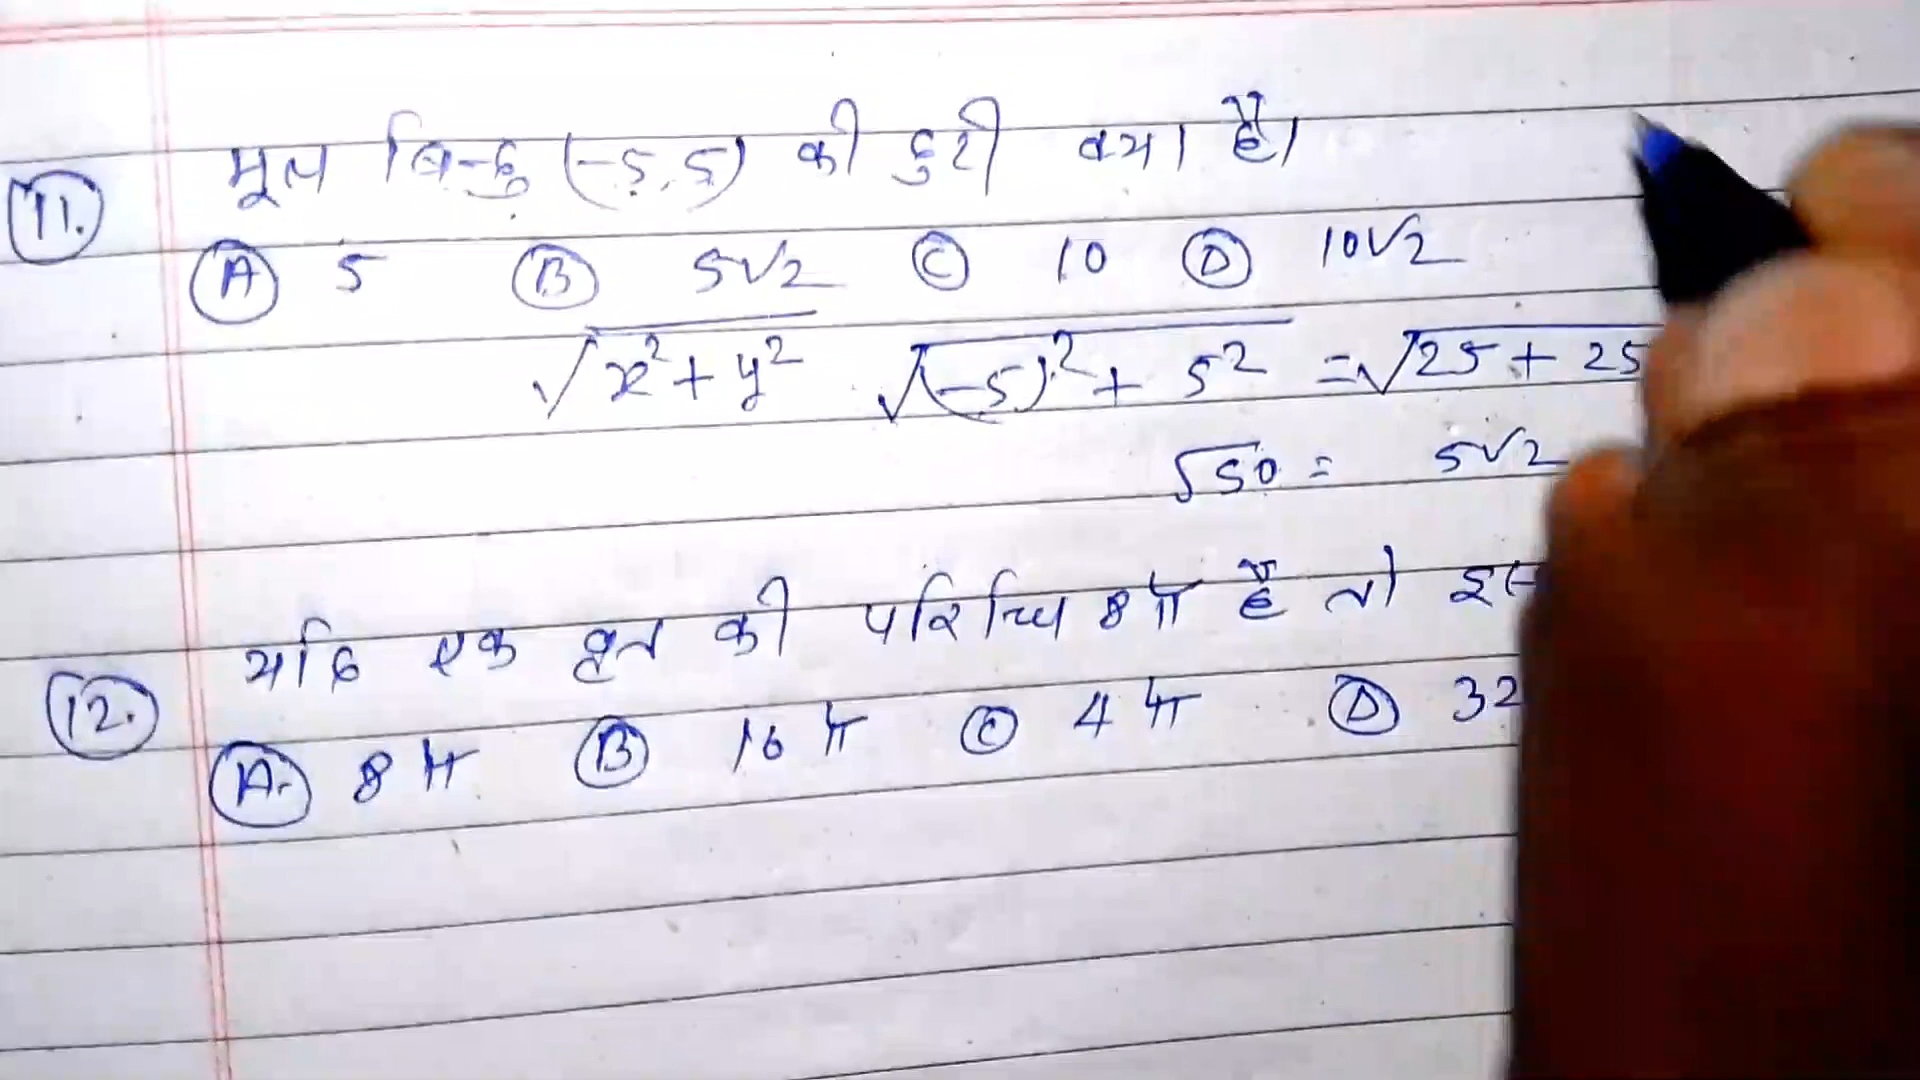 11. मूल बिन्दु (-5, 5) की दुरी क्या है।
A 5 B 5√2 C 10 D 10√2
√x²+y² √(-5)²+5² = √25+25
√50 = 5√2
12. यदि एक वृत की परिधि 8π है तो
A. 8π B 16π C 4π D 32